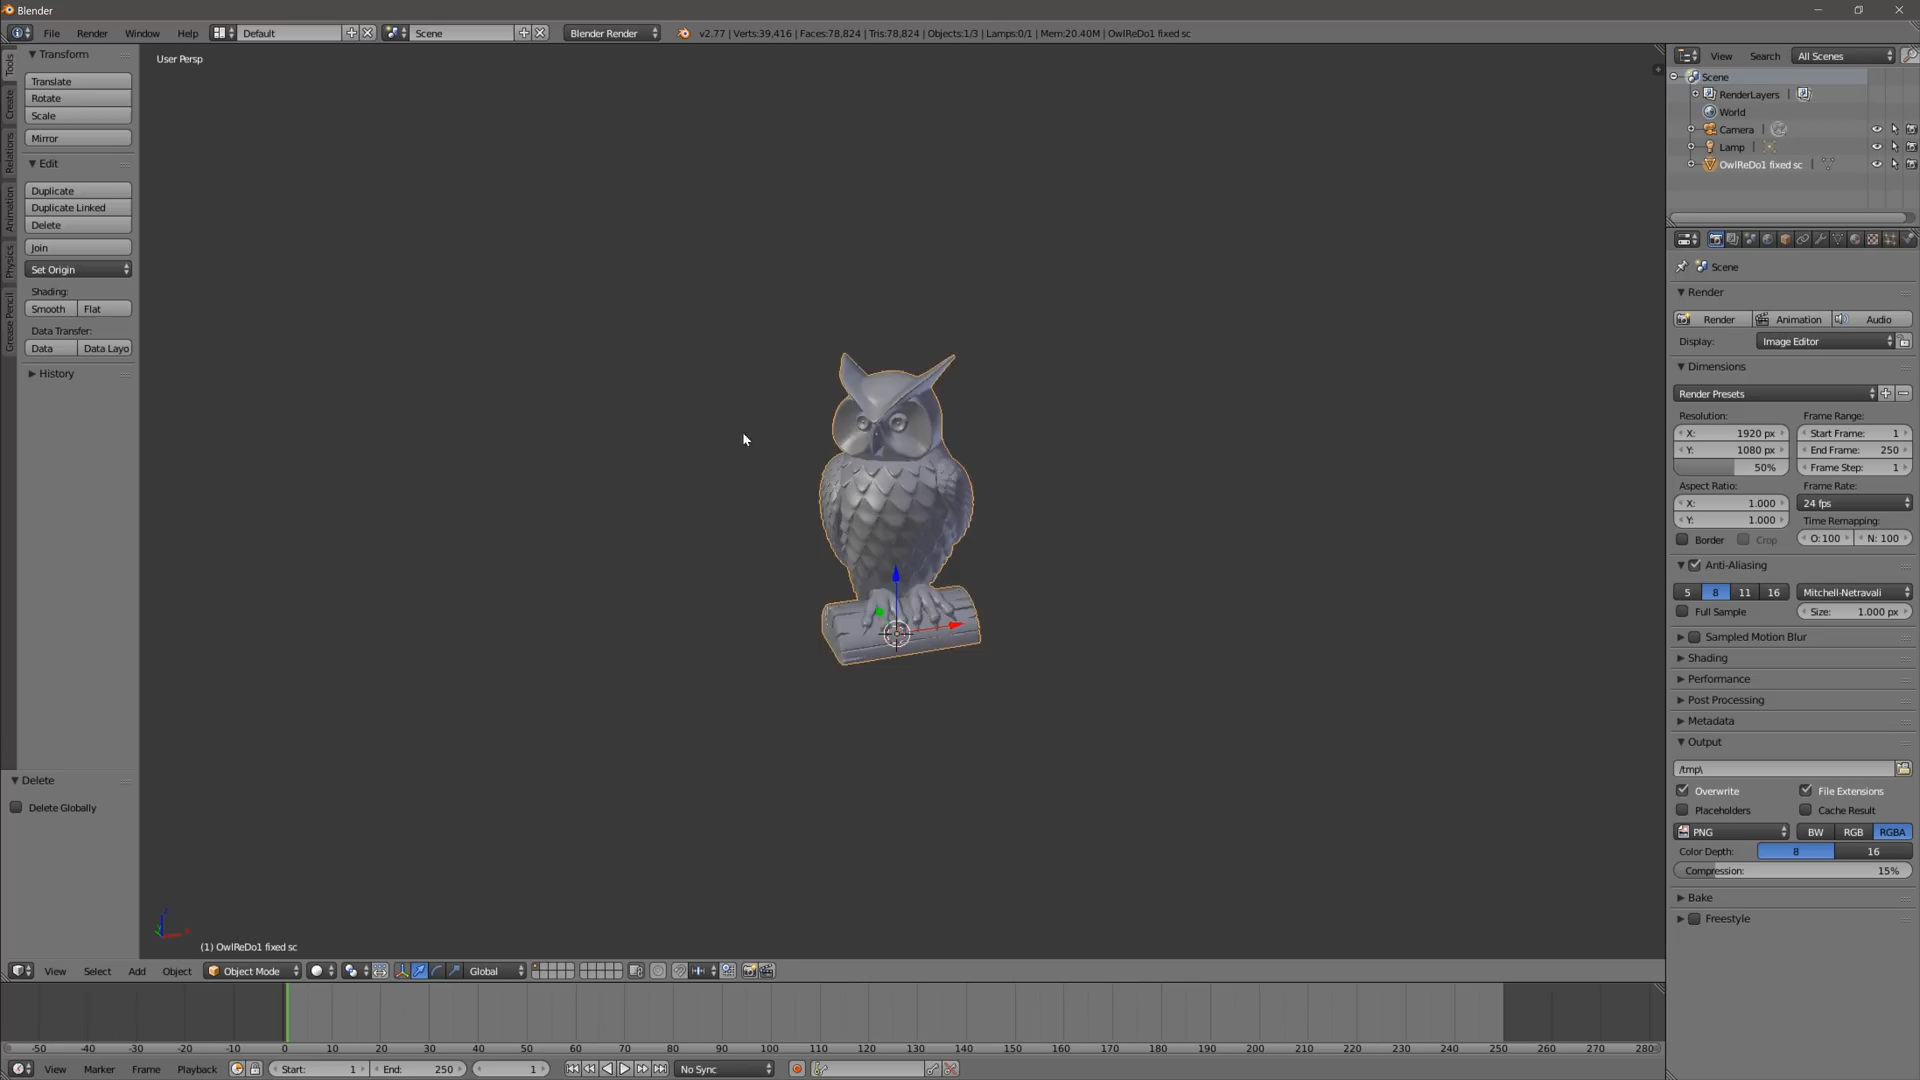 Blender
File Render Window Help Default Scene Blender Render v2.77 | Verts:39,416 | Faces:78,824 | Tris:78,824 | Objects:1/3 | Lamps:0/1 | Mem:20.40M | OwlReDo1 fixed sc
Tools
Create
Relations
Animation
Physics
Grease Pencil
Transform
Translate
Rotate
Scale
Mirror
Edit
Duplicate
Duplicate Linked
Delete
Join
Set Origin
Shading:
Smooth Flat
Data Transfer:
Data Data Layo
History
Delete
Delete Globally
User Persp
(1) OwlReDo1 fixed sc
View Select Add Object Object Mode Global
-50 -40 -30 -20 -10 0 10 20 30 40 50 60 70 80 90 100 110 120 130 140 150 160 170 180 190 200 210 220 230 240 250 260 270 280
View Marker Frame Playback Start: 1 End: 250 1 No Sync
View Search All Scenes
Scene
RenderLayers |
World
Camera |
Lamp |
OwlReDo1 fixed sc |
Scene
Render
Render Animation Audio
Display: Image Editor
Dimensions
Render Presets
Resolution: Frame Range:
X: 1920 px Start Frame: 1
Y: 1080 px End Frame: 250
50% Frame Step: 1
Aspect Ratio: Frame Rate:
X: 1.000 24 fps
Y: 1.000 Time Remapping:
Border Crop O:100 N: 100
Anti-Aliasing
5 8 11 16 Mitchell-Netravali
Full Sample Size: 1.000 px
Sampled Motion Blur
Shading
Performance
Post Processing
Metadata
Output
/tmp\
Overwrite File Extensions
Placeholders Cache Result
PNG BW RGB RGBA
Color Depth: 8 16
Compression: 15%
Bake
Freestyle